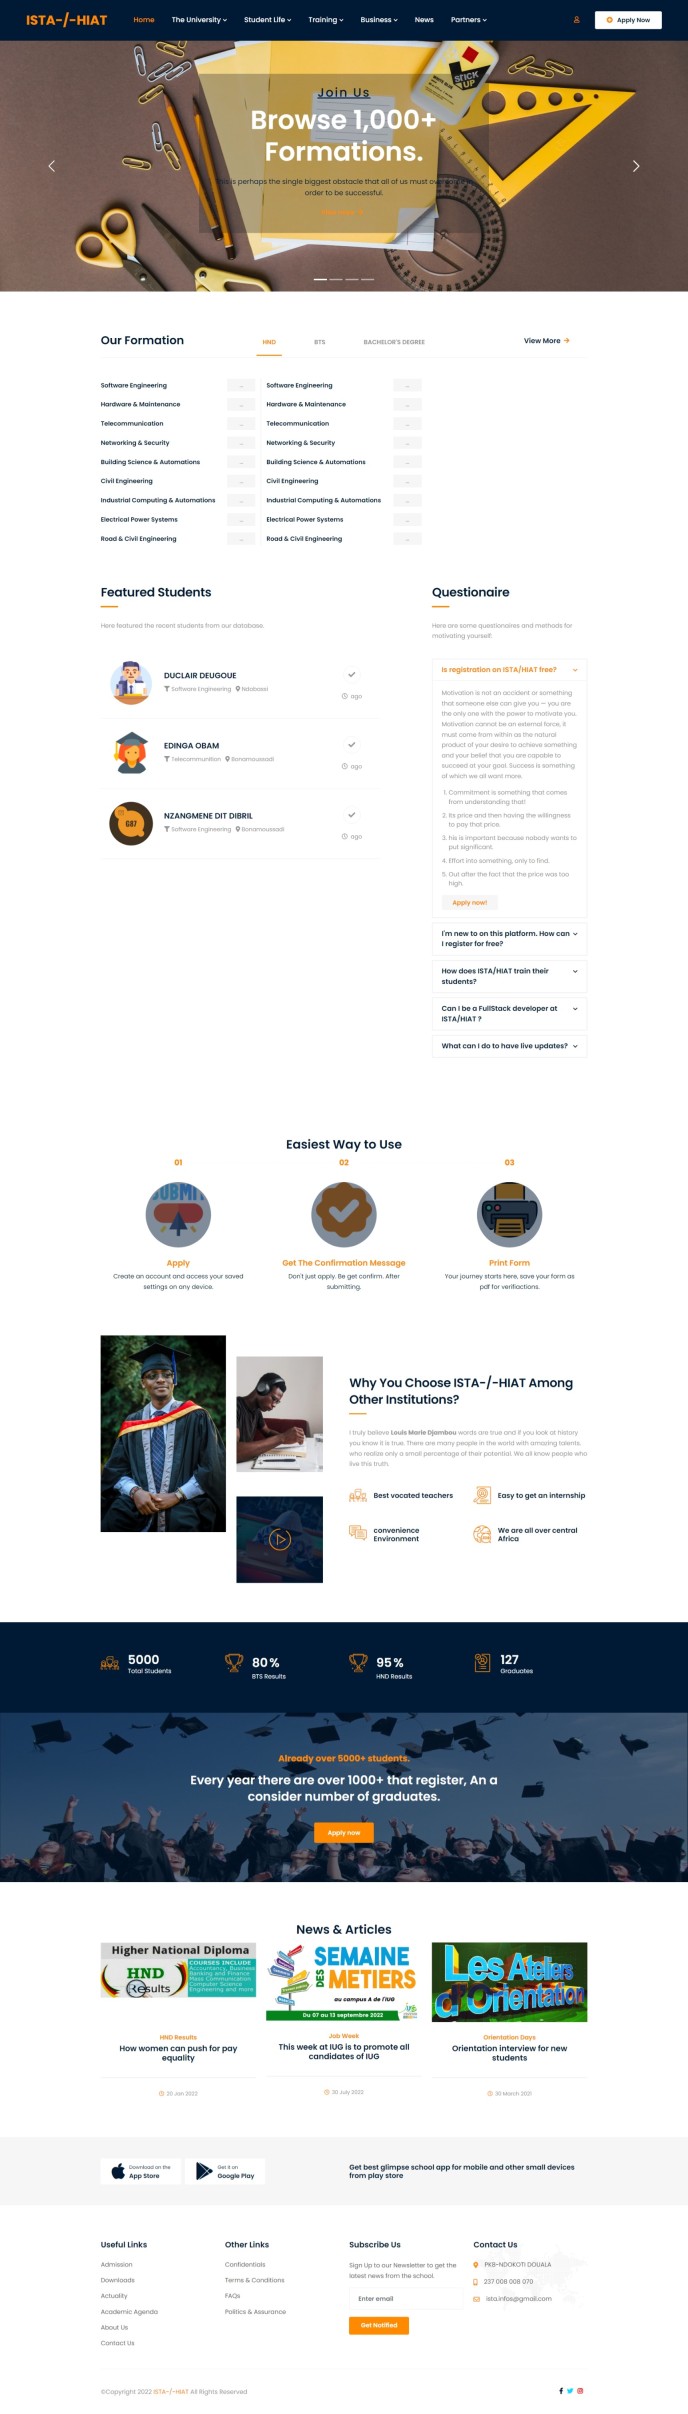 ISTA-/-HIAT
Home The University Student Life Training Business News Partners Apply Now
Join Us
Browse 1,000+
Formations.
This is perhaps the single biggest obstacle that all of us must
order to be successful.
Our Formation HND BTS BACHELOR'S DEGREE View More
Software Engineering ... Software Engineering ...
Hardware & Maintenance ... Hardware & Maintenance ...
Telecommunication ... Telecommunication ...
Networking & Security ... Networking & Security ...
Building Science & Automations ... Building Science & Automations ...
Civil Engineering ... Civil Engineering ...
Industrial Computing & Automations ... Industrial Computing & Automations ...
Electrical Power Systems ... Electrical Power Systems ...
Road & Civil Engineering ... Road & Civil Engineering ...
Featured Students
Here featured the recent students from our database.
DUCLAIR DEUGOUE
Software Engineering Ndobassi
ago
EDINGA OBAM
Telecommunition Bonamoussadi
ago
G87
NZANGMENE DIT DIBRIL
Software Engineering Bonamoussadi
ago
Questionaire
Here are some questionaires and methods for
motivating yourself:
Is registration on ISTA/HIAT free?
Motivation is not an accident or something
that someone else can give you — you are
the only one with the power to motivate you.
Motivation cannot be an external force, it
must come from within as the natural
product of your desire to achieve something
and your belief that you are capable to
succeed at your goal. Success is something
of which we all want more.
1. Commitment is something that comes
from understanding that!
2. Its price and then having the willingness
to pay that price.
3. his is important because nobody wants to
put significant.
4. Effort into something, only to find.
5. Out after the fact that the price was too
high.
Apply now!
I'm new to on this platform. How can
I register for free?
How does ISTA/HIAT train their
students?
Can I be a FullStack developer at
ISTA/HIAT ?
What can I do to have live updates?
Easiest Way to Use
01 02 03
SUBMIT
Apply
Create an account and access your saved
settings on any device.
Get The Confirmation Message
Don't just apply. Be get confirm. After
submitting.
Print Form
Your journey starts here, save your form as
pdf for verifiactions.
Why You Choose ISTA-/-HIAT Among
Other Institutions?
I truly believe Louis Marie Djambou words are true and if you look at history
you know it is true. There are many people in the world with amazing talents.
who realize only a small percentage of their potential. We all know people who
live this truth.
Best vocated teachers
Easy to get an internship
convenience
Environment
We are all over central
Africa
5000
Total Students
80 %
BTS Results
95 %
HND Results
127
Graduates
Already over 5000+ students.
Every year there are over 1000+ that register, An a
consider number of graduates.
Apply now
News & Articles
Higher National Diploma
HND
Results
COURSES INCLUDE
Accountancy, Business
Banking and Finance
Mass Communication
Computer Science
Engineering and more
HND Results
How women can push for pay
equality
20 Jan 2022
SEMAINE
DES
METIERS
au campus A de l'IUG
Du 07 au 13 septembre 2022
Job Week
This week at IUG is to promote all
candidates of IUG
30 July 2022
Les Ateliers
d'Orientation
Orientation Days
Orientation interview for new
students
30 March 2021
Download on the
App Store
Get it on
Google Play
Get best glimpse school app for mobile and other small devices
from play store
Useful Links
Admission
Downloads
Actuality
Academic Agenda
About Us
Contact Us
Other Links
Confidentials
Terms & Conditions
FAQs
Politics & Assurance
Subscribe Us
Sign Up to our Newsletter to get the
latest news from the school.
Enter email
Get Notified
Contact Us
PK8-NDOKOTI DOUALA
237 008 008 070
ista.infos@gmail.com
©Copyright 2022 ISTA-/-HIAT All Rights Reserved